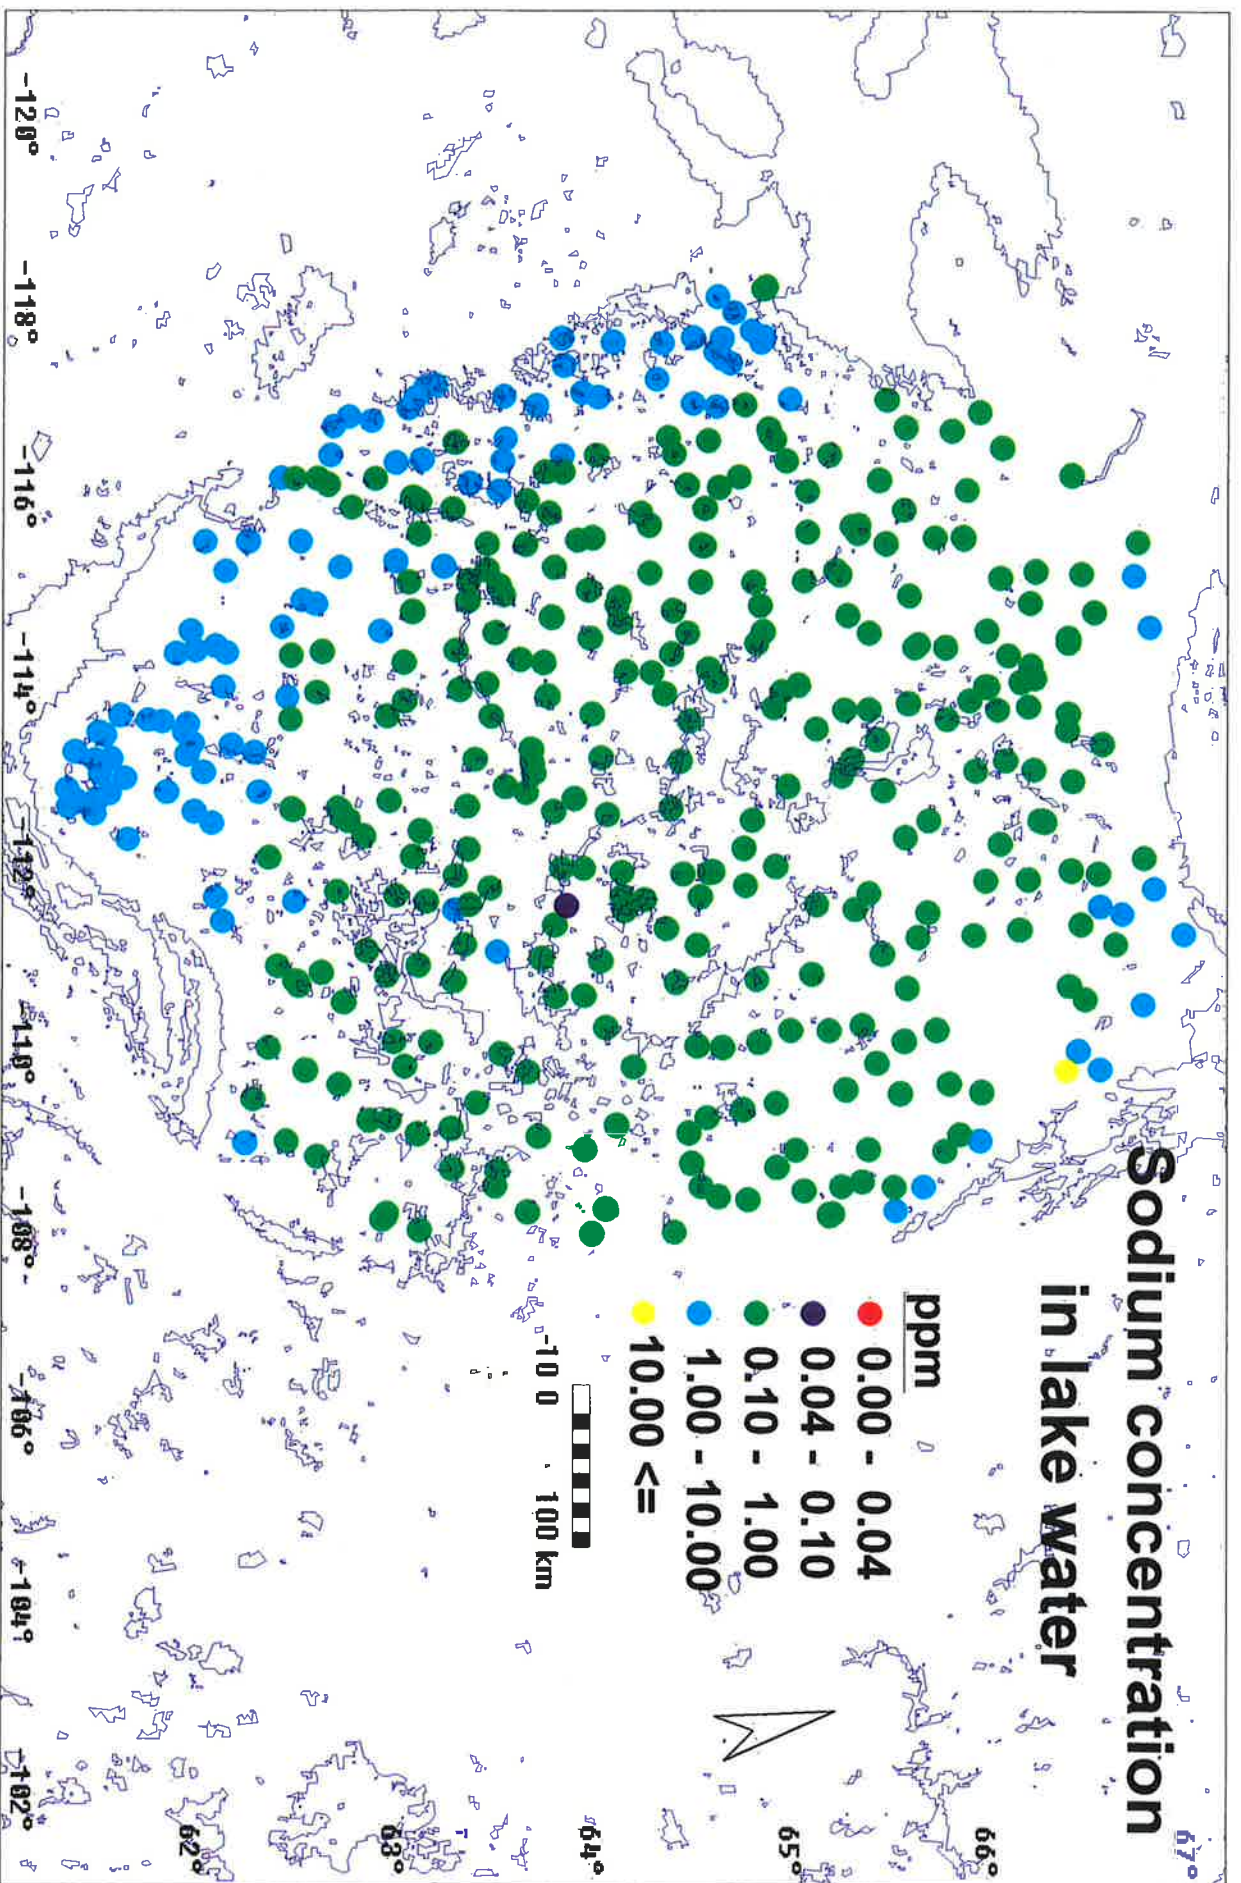 Sodium concentration
in lake water
ppm
0.00 - 0.04
0.04 - 0.10
0.10 - 1.00
1.00 - 10.00
10.00 <=
-10 0 100 km
67°
66°
65°
64°
63°
62°
-120°
-118°
-116°
-114°
-112°
-110°
-108°
-106°
-104°
-102°